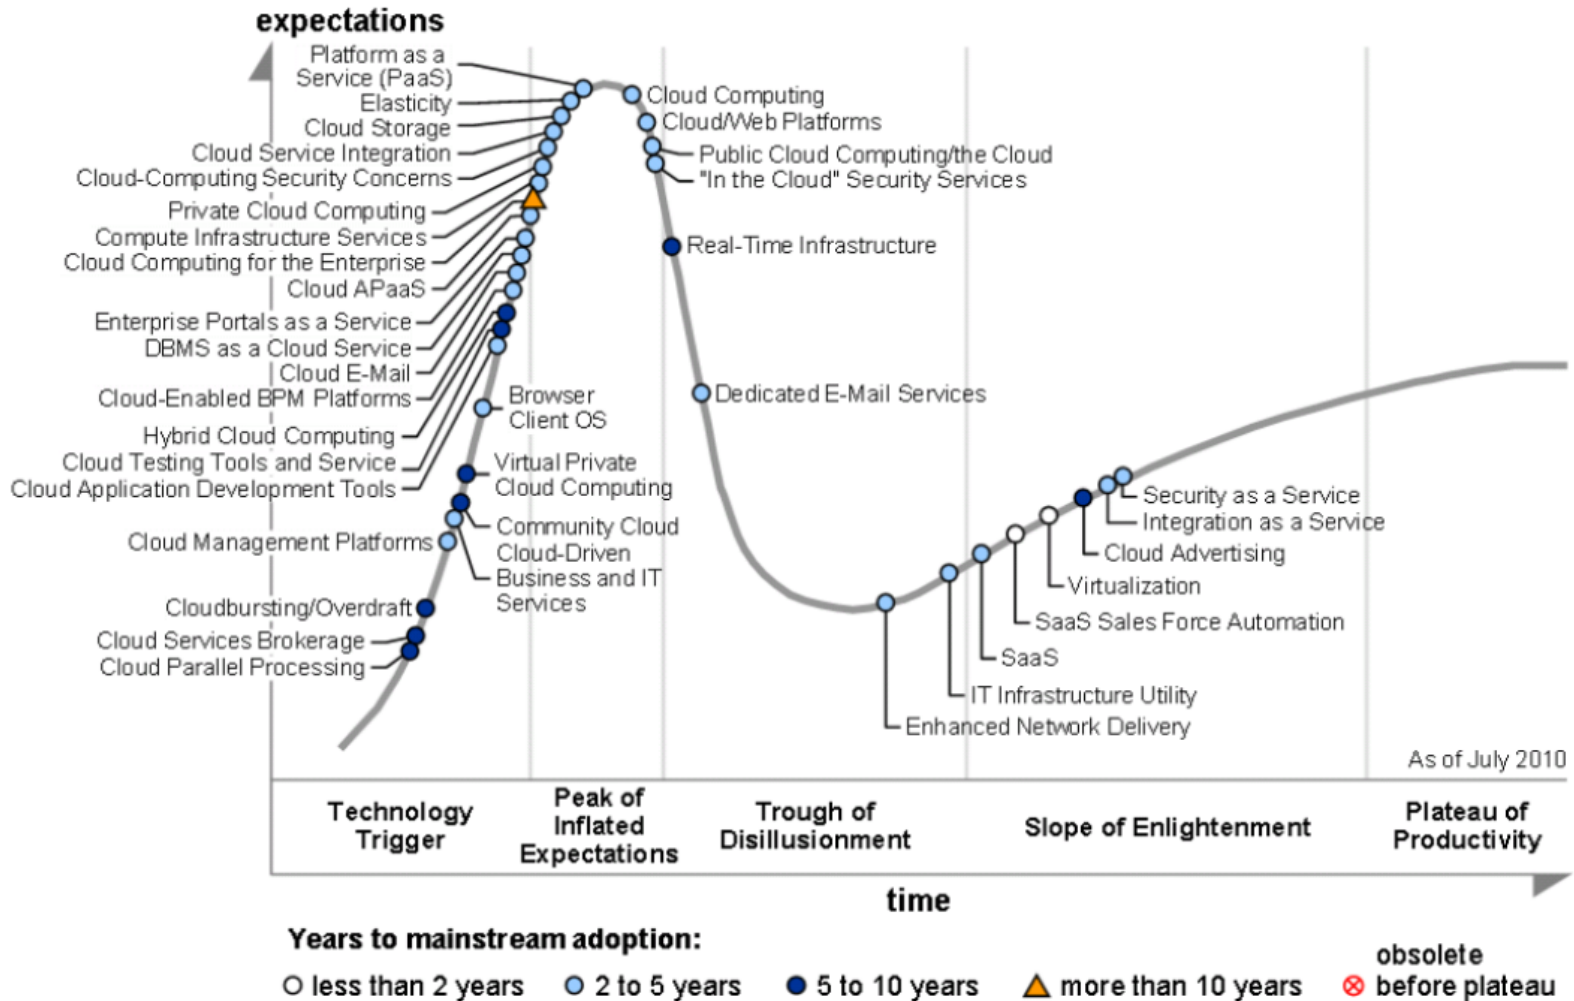 expectations
Platform as a
Service (PaaS)
Elasticity
Cloud Storage
Cloud Service Integration
Cloud-Computing Security Concerns
Private Cloud Computing
Compute Infrastructure Services
Cloud Computing for the Enterprise
Cloud APaaS
Enterprise Portals as a Service
DBMS as a Cloud Service
Cloud E-Mail
Cloud-Enabled BPM Platforms
Hybrid Cloud Computing
Cloud Testing Tools and Service
Cloud Application Development Tools
Cloud Management Platforms
Cloudbursting/Overdraft
Cloud Services Brokerage
Cloud Parallel Processing
Browser
Client OS
Virtual Private
Cloud Computing
Community Cloud
Cloud-Driven
Business and IT
Services
Cloud Computing
Cloud/Web Platforms
Public Cloud Computing/the Cloud
"In the Cloud" Security Services
Real-Time Infrastructure
Dedicated E-Mail Services
Security as a Service
Integration as a Service
Cloud Advertising
Virtualization
SaaS Sales Force Automation
SaaS
IT Infrastructure Utility
Enhanced Network Delivery
As of July 2010
Technology
Trigger
Peak of
Inflated
Expectations
Trough of
Disillusionment
Slope of Enlightenment
Plateau of
Productivity
time
Years to mainstream adoption:
less than 2 years
2 to 5 years
5 to 10 years
more than 10 years
obsolete
before plateau